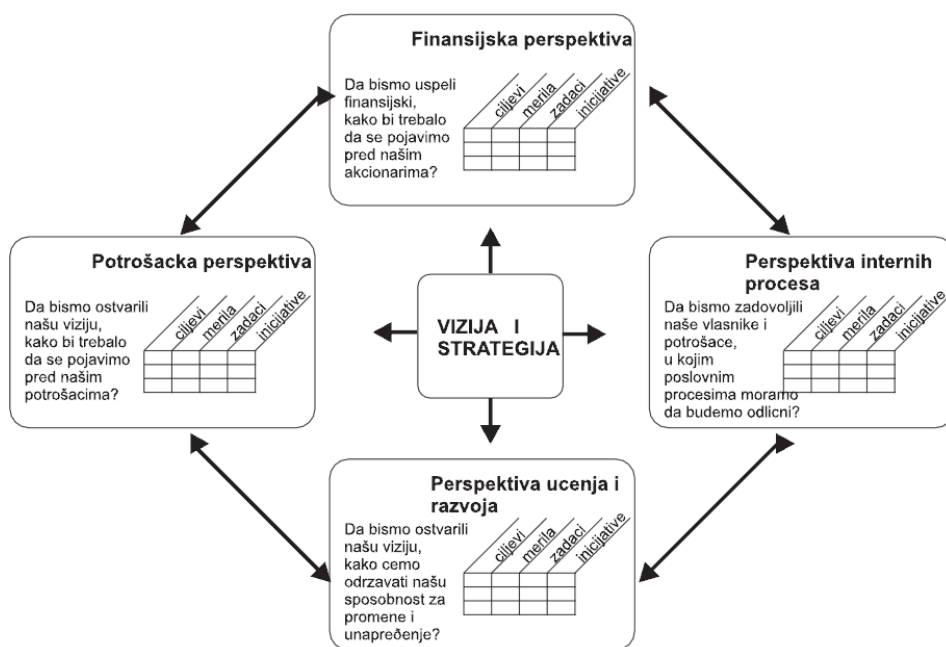 Finansijska perspektiva
Da bismo uspeli
finansijski,
kako bi trebalo
da se pojavimo
pred našim
akcionarima?
ciljevi
merila
zadaci
inicijative
Potrošacka perspektiva
Da bismo ostvarili
našu viziju,
kako bi trebalo
da se pojavimo
pred našim
potrošacima?
ciljevi
merila
zadaci
inicijative
VIZIJA I
STRATEGIJA
Perspektiva internih
procesa
Da bismo zadovoljili
naše vlasnike i
potrošace,
u kojim
poslovnim
procesima moramo
da budemo odlicni?
ciljevi
merila
zadaci
inicijative
Perspektiva ucenja i
razvoja
Da bismo ostvarili
našu viziju,
kako cemo
odrzavati našu
sposobnost za
promene i
unapređenje?
ciljevi
merila
zadaci
inicijative